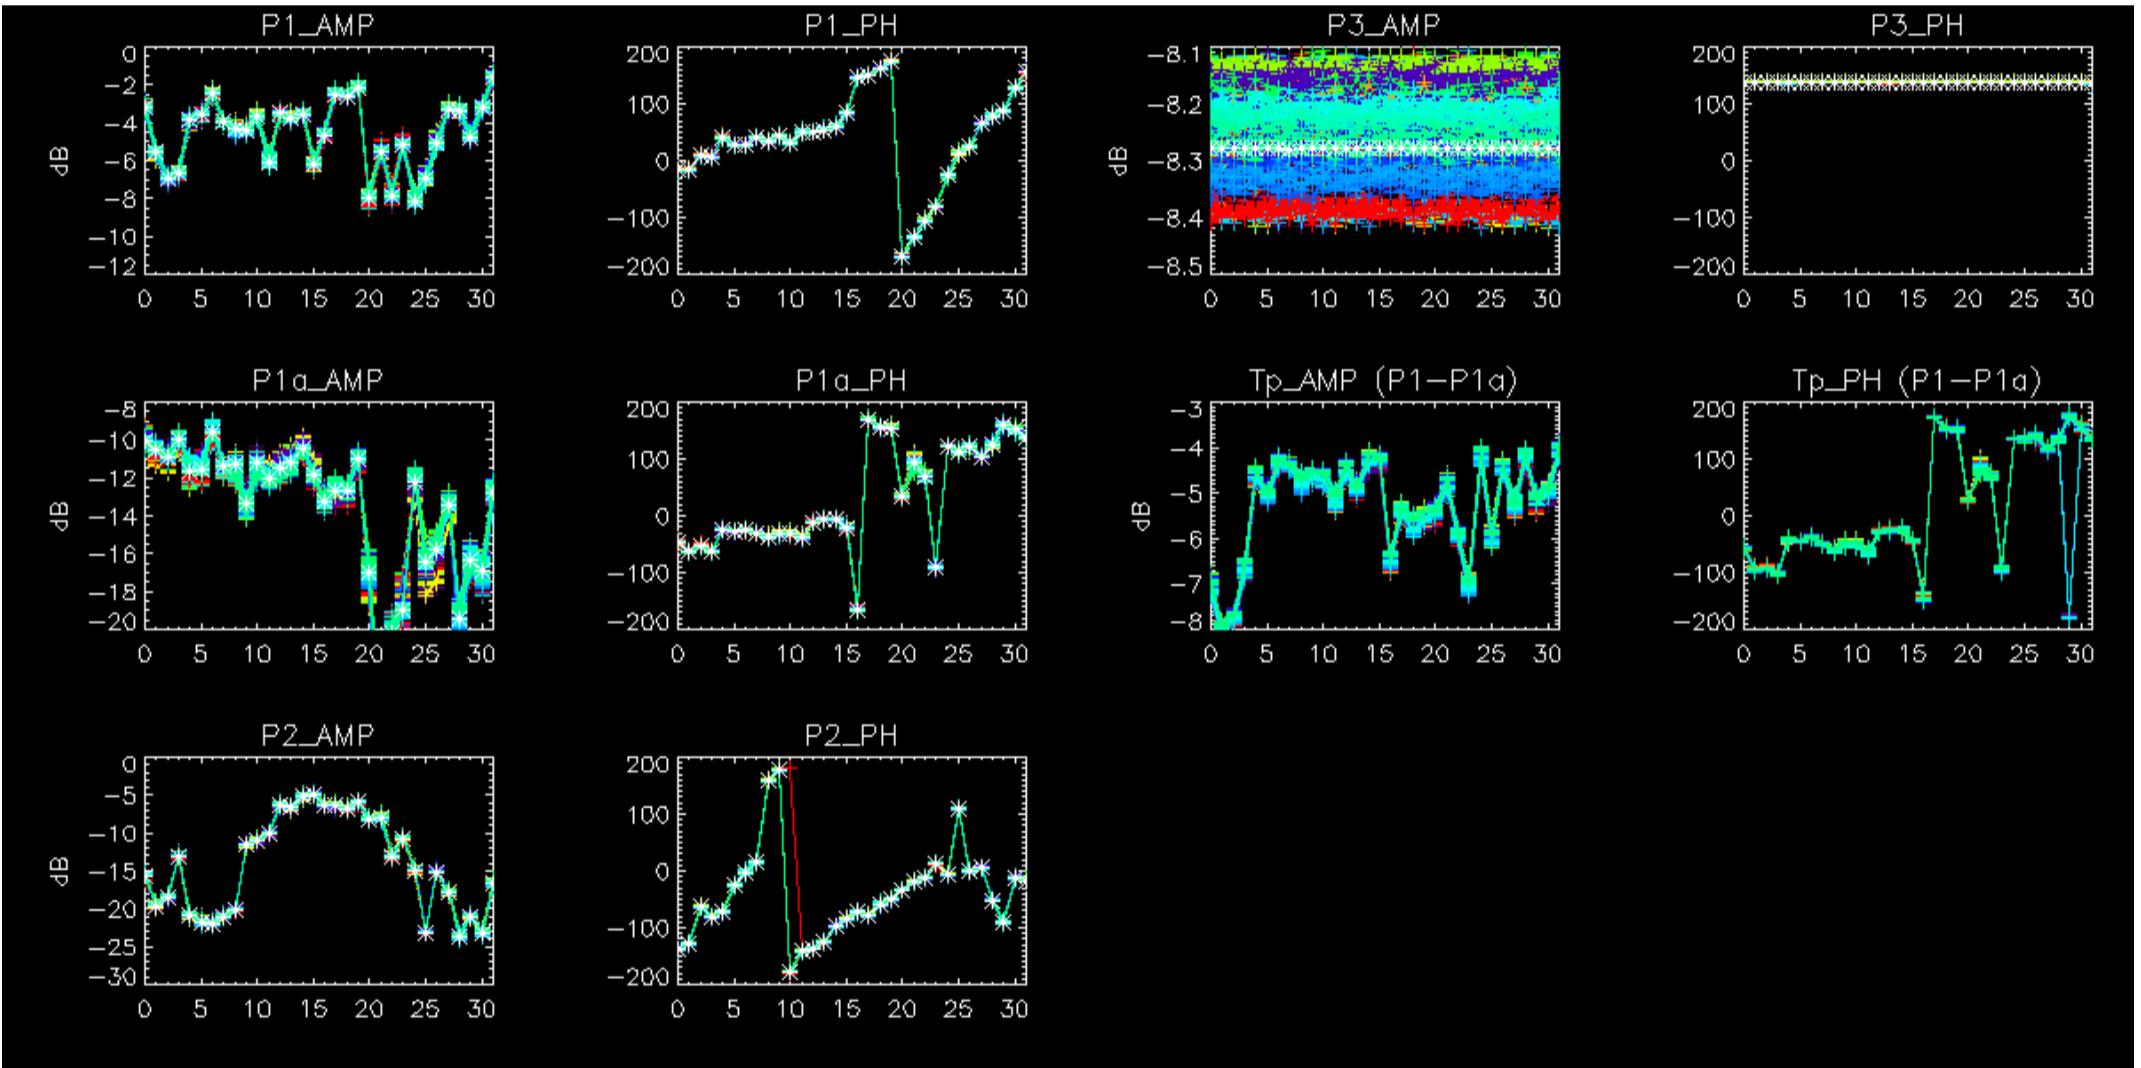 P1_AMP P1_PH P3_AMP P3_PH
0 200 -8.1 200
-2
-4 100 -8.2 100
dB -6 0 dB -8.3 0
-8
-10 -100 -8.4 -100
-12 -200 -8.5 -200
0 5 10 15 20 25 30 0 5 10 15 20 25 30 0 5 10 15 20 25 30 0 5 10 15 20 25 30
P1a_AMP P1a_PH Tp_AMP (P1-P1a) Tp_PH (P1-P1a)
-8 200 -3 200
-10
-12 100 -4 100
dB -14 0 dB -5 0
-16 -6
-18 -100 -7 -100
-20 -200 -8 -200
0 5 10 15 20 25 30 0 5 10 15 20 25 30 0 5 10 15 20 25 30 0 5 10 15 20 25 30
P2_AMP P2_PH
0 200
-5
-10 100
dB -15 0
-20
-25 -100
-30 -200
0 5 10 15 20 25 30 0 5 10 15 20 25 30